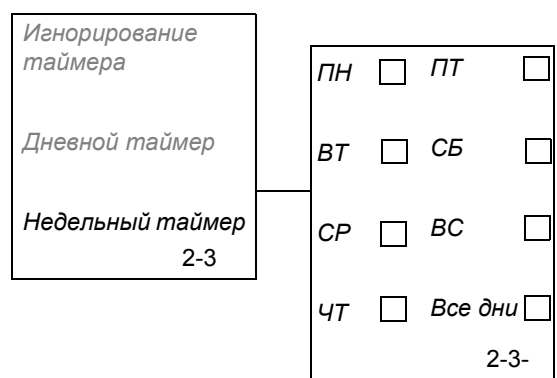 Игнорирование
таймера
Дневной таймер
Недельный таймер
2-3
ПН ПТ
ВТ СБ
СР ВС
ЧТ Все дни
2-3-